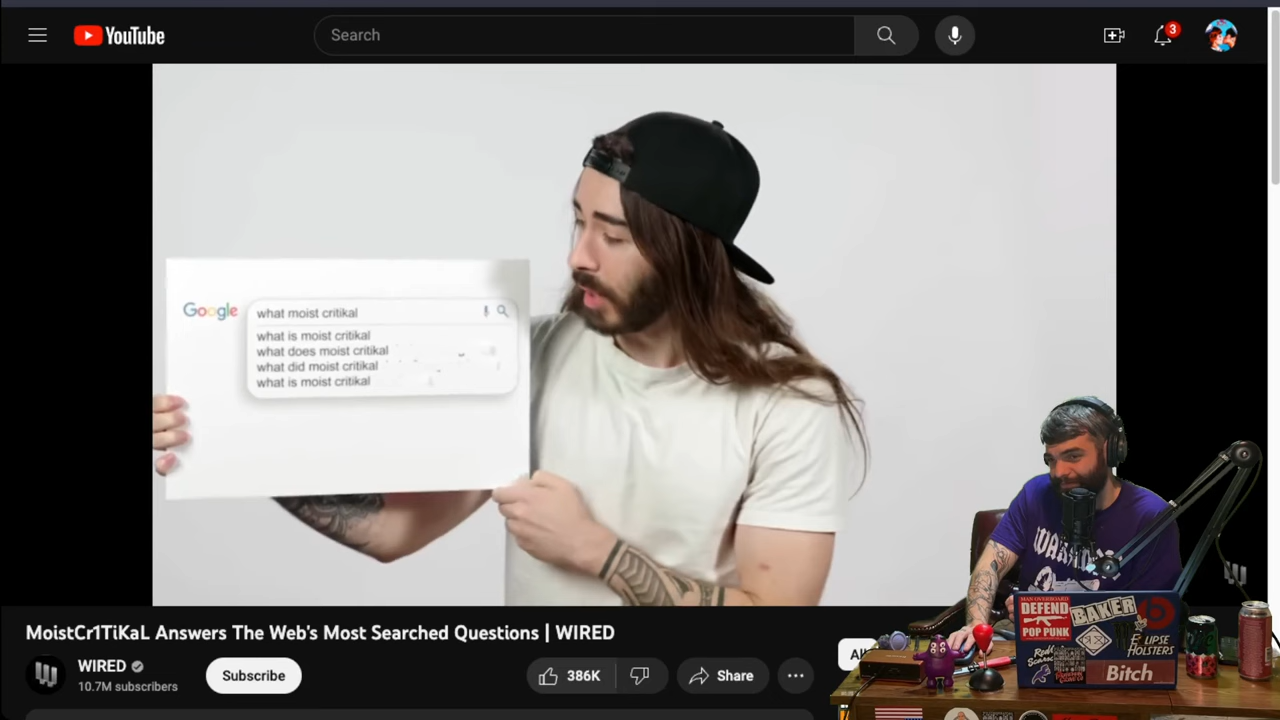 YouTube
Search
3
Google
what moist critikal
what is moist critikal
what does moist critikal
what did moist critikal
what is moist critikal
MoistCr1TiKaL Answers The Web's Most Searched Questions | WIRED
WIRED
10.7M subscribers
Subscribe
386K
Share
MAN OVERBOARD
DEFEND
POP PUNK
BAKER
HOLSTERS
Bitch